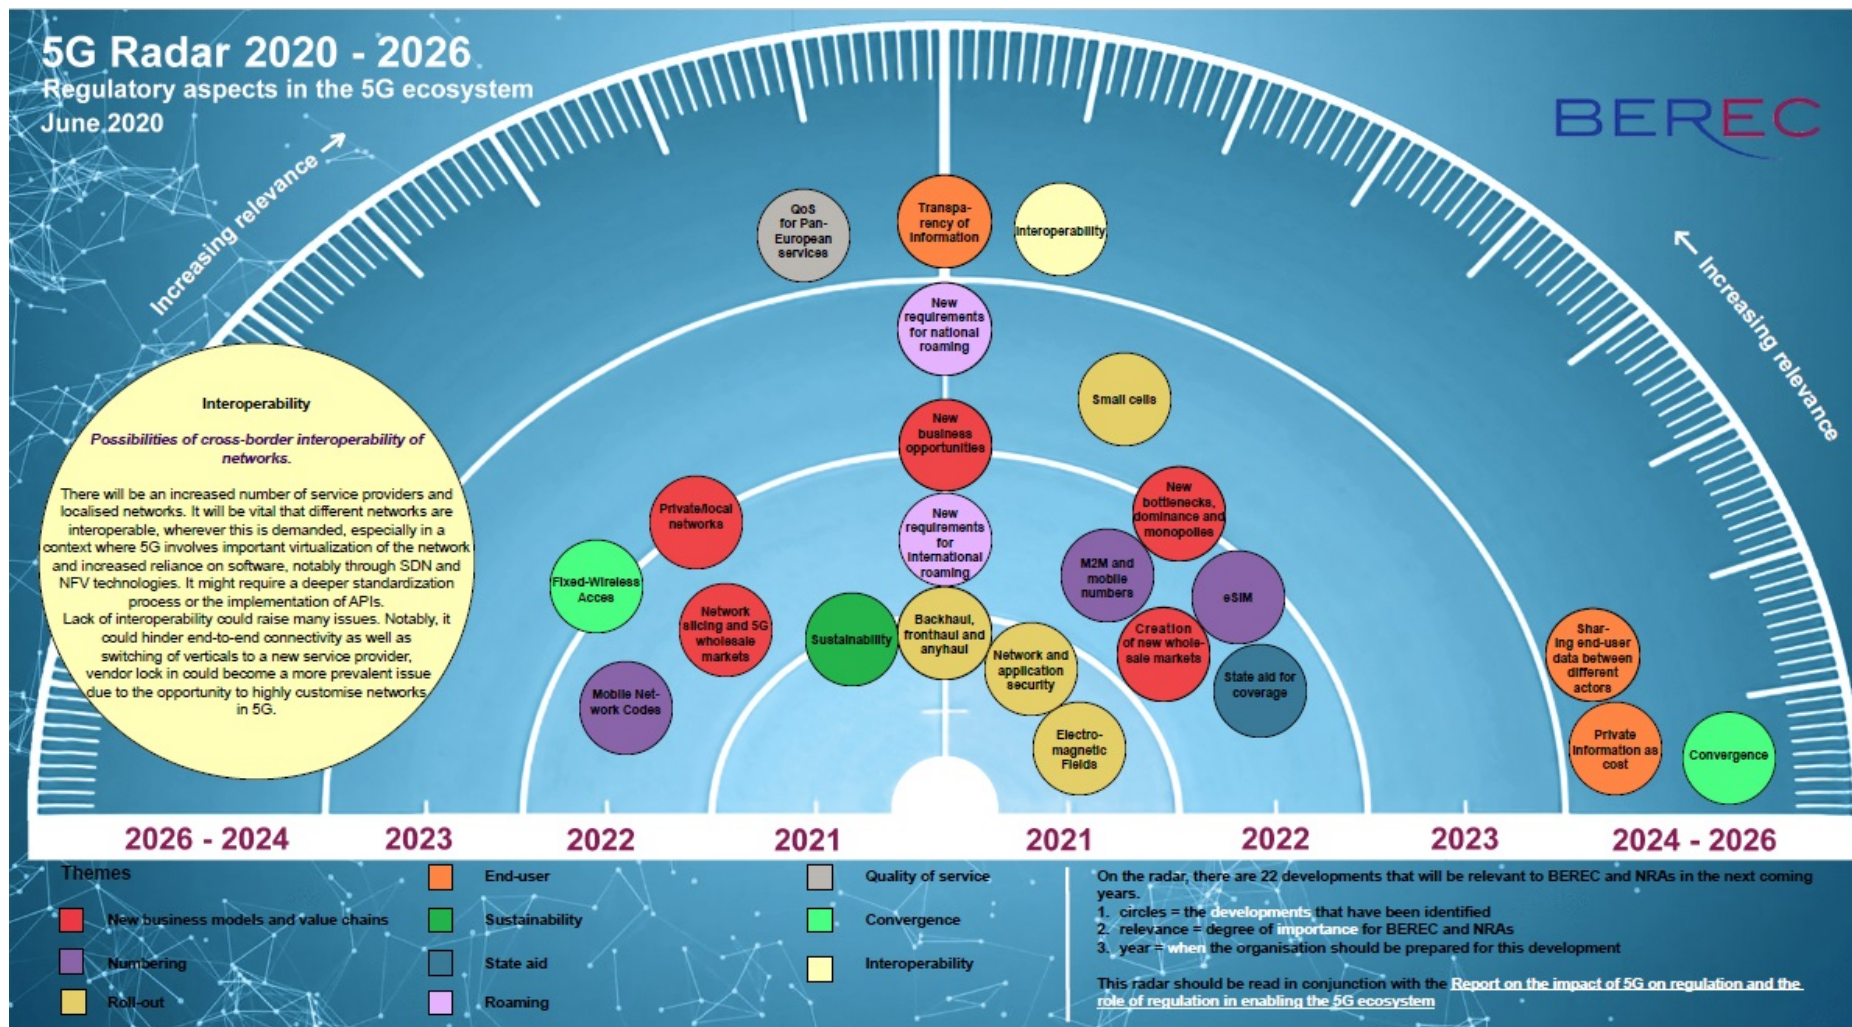 5G Radar 2020 - 2026
Regulatory aspects in the 5G ecosystem
June 2020
BEREC
Increasing relevance →
← Increasing relevance
QoS
for Pan-
European
services
Transpa-
rency of
Information
Interoperability
New
requirements
for national
roaming
Small cells
New
business
opportunities
Private/local
networks
New
requirements
for
International
roaming
New
bottlenecks,
dominance and
monopolies
M2M and
mobile
numbers
eSIM
Fixed-Wireless
Acces
Network
slicing and 5G
wholesale
markets
Sustainability
Backhaul,
fronthaul and
anyhaul
Network and
application
security
Creation
of new whole-
sale markets
State aid for
coverage
Mobile Net-
work Codes
Electro-
magnetic
Fields
Shar-
ing end-user
data between
different
actors
Private
Information as
cost
Convergence
Interoperability
Possibilities of cross-border interoperability of
networks.
There will be an increased number of service providers and
localised networks. It will be vital that different networks are
interoperable, wherever this is demanded, especially in a
context where 5G involves important virtualization of the network
and increased reliance on software, notably through SDN and
NFV technologies. It might require a deeper standardization
process or the implementation of APIs.
Lack of interoperability could raise many issues. Notably, it
could hinder end-to-end connectivity as well as
switching of verticals to a new service provider,
vendor lock in could become a more prevalent issue
due to the opportunity to highly customise networks
in 5G.
2026 - 2024 2023 2022 2021 2021 2022 2023 2024 - 2026
Themes
New business models and value chains
Numbering
Roll-out
End-user
Sustainability
State aid
Roaming
Quality of service
Convergence
Interoperability
On the radar, there are 22 developments that will be relevant to BEREC and NRAs in the next coming
years.
1. circles = the developments that have been identified
2. relevance = degree of importance for BEREC and NRAs
3. year = when the organisation should be prepared for this development
This radar should be read in conjunction with the Report on the impact of 5G on regulation and the
role of regulation in enabling the 5G ecosystem